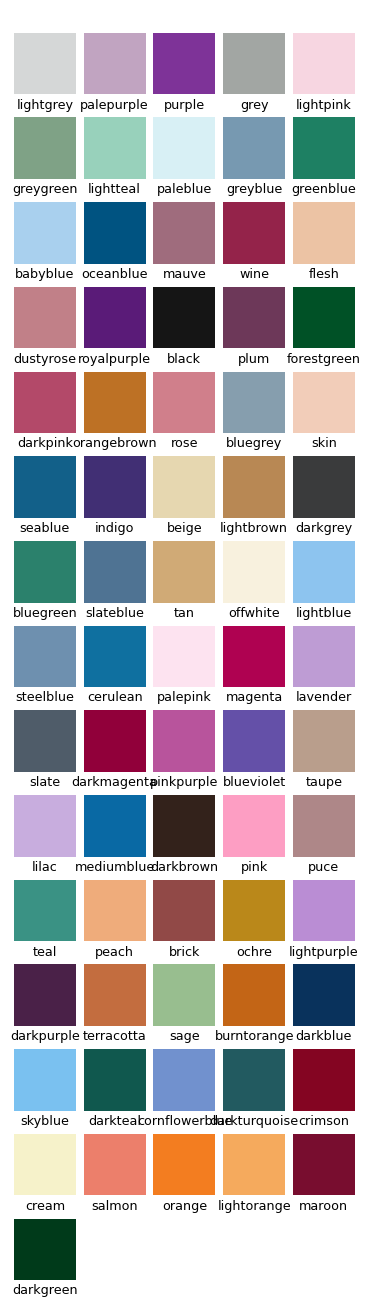 lightgrey palepurple purple grey lightpink
greygreen lightteal paleblue greyblue greenblue
babyblue oceanblue mauve wine flesh
dustyrose royalpurple black plum forestgreen
darkpink orangebrown rose bluegrey skin
seablue indigo beige lightbrown darkgrey
bluegreen slateblue tan offwhite lightblue
steelblue cerulean palepink magenta lavender
slate darkmagenta pinkpurple blueviolet taupe
lilac mediumblue darkbrown pink puce
teal peach brick ochre lightpurple
darkpurple terracotta sage burntorange darkblue
skyblue darkteal cornflowerblue darkturquoise crimson
cream salmon orange lightorange maroon
darkgreen